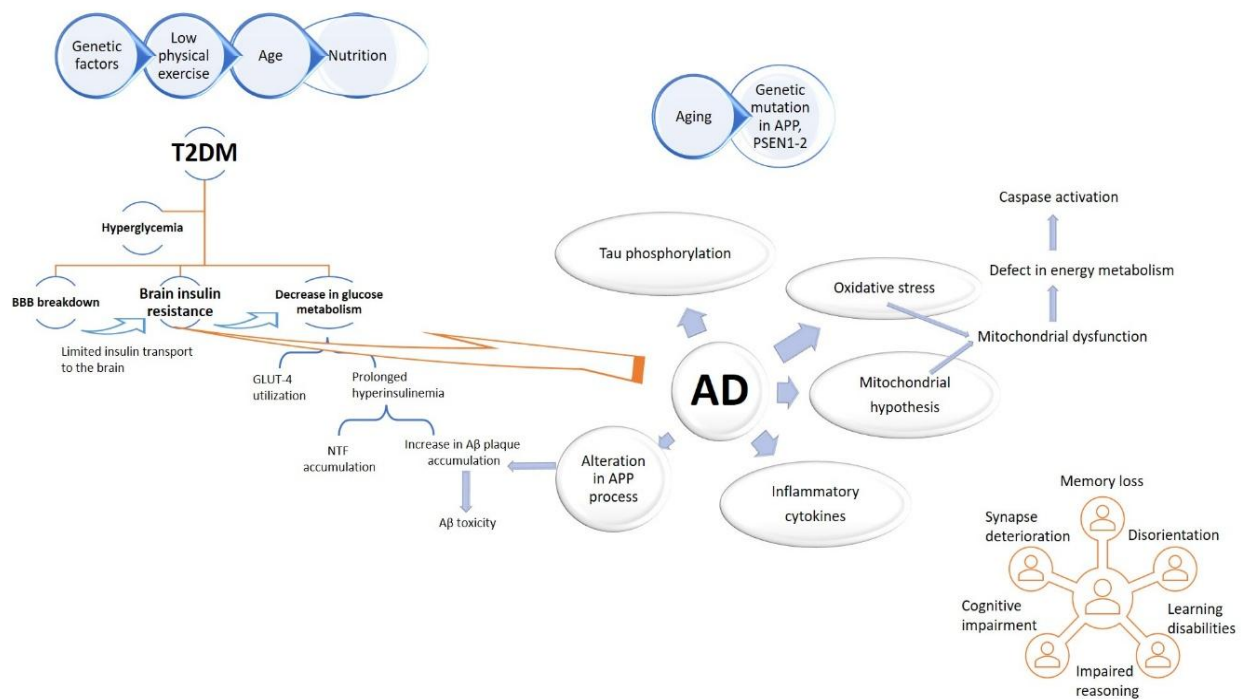 Genetic
factors
Low
physical
exercise
Age
Nutrition
Aging
Genetic
mutation
in APP,
PSEN1-2
T2DM
Hyperglycemia
BBB breakdown
Brain insulin
resistance
Decrease in glucose
metabolism
Limited insulin transport
to the brain
GLUT-4
utilization
Prolonged
hyperinsulinemia
NTF
accumulation
Increase in Aβ plaque
accumulation
Aβ toxicity
Tau phosphorylation
AD
Alteration
in APP
process
Inflammatory
cytokines
Oxidative stress
Mitochondrial
hypothesis
Caspase activation
Defect in energy metabolism
Mitochondrial dysfunction
Memory loss
Synapse
deterioration
Disorientation
Cognitive
impairment
Learning
disabilities
Impaired
reasoning